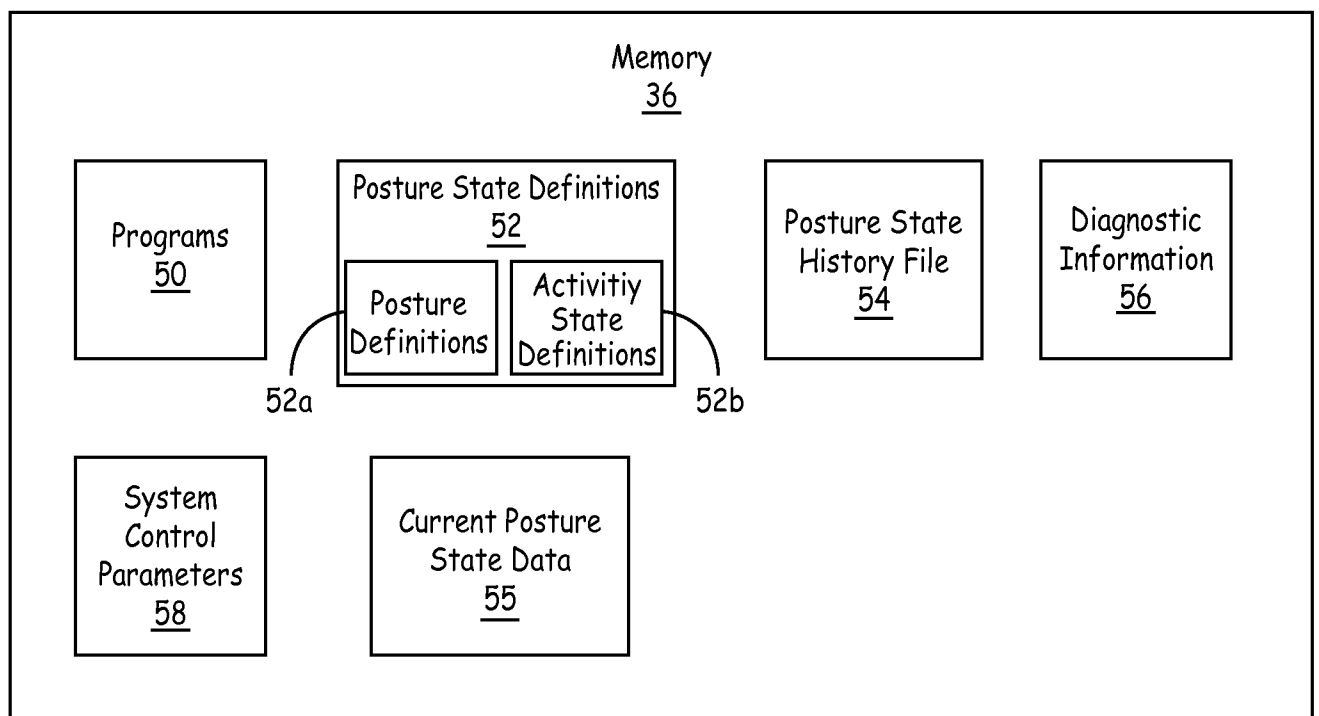 Memory
36
Programs
50
Posture State Definitions
52
Posture
Definitions
Activitiy
State
Definitions
52a
52b
Posture State
History File
54
Diagnostic
Information
56
System
Control
Parameters
58
Current Posture
State Data
55